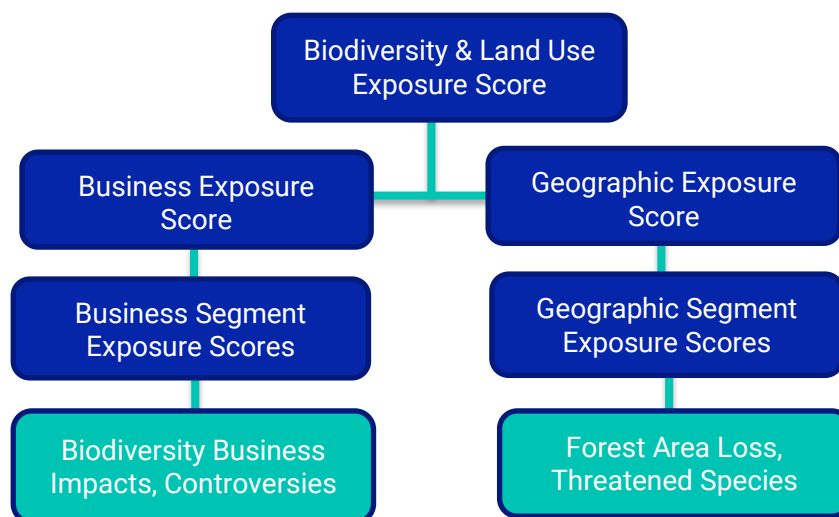 Biodiversity & Land Use
Exposure Score
Business Exposure
Score
Geographic Exposure
Score
Business Segment
Exposure Scores
Geographic Segment
Exposure Scores
Biodiversity Business
Impacts, Controversies
Forest Area Loss,
Threatened Species